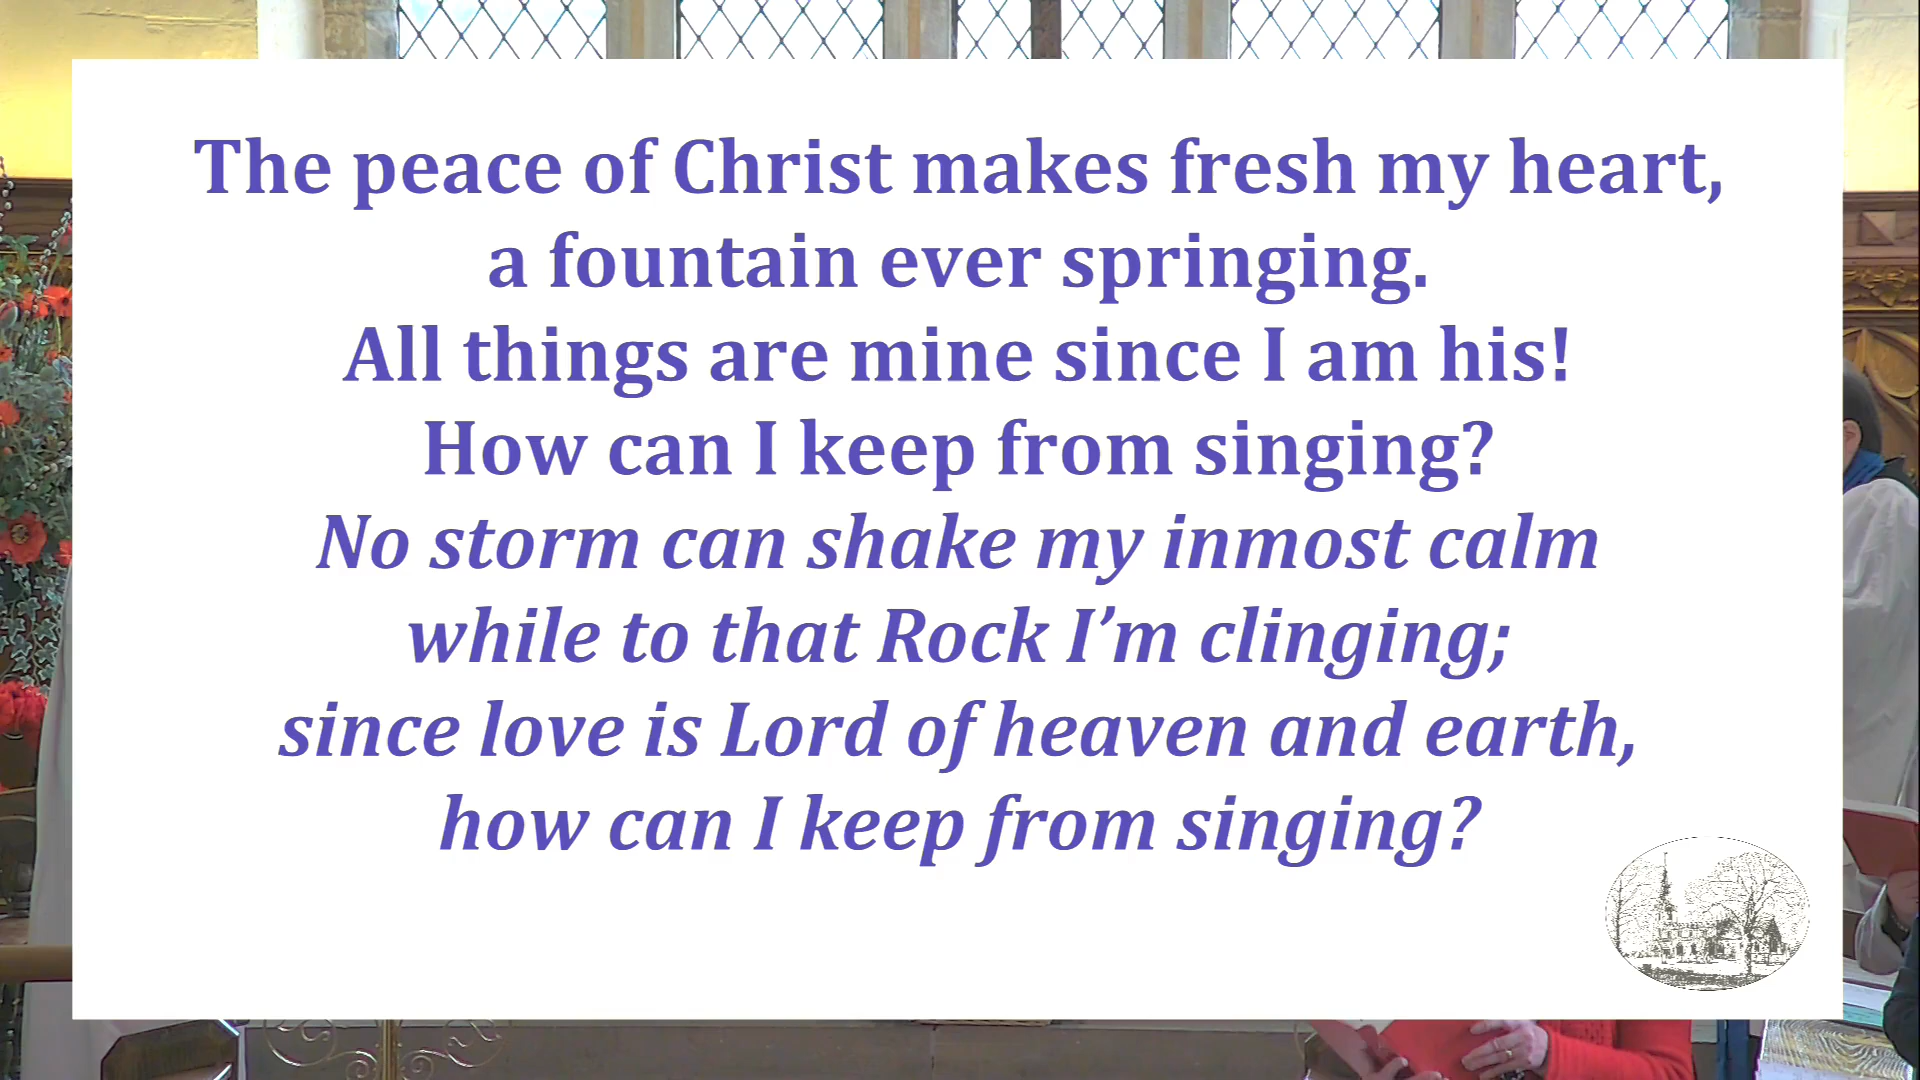 The peace of Christ makes fresh my heart,
a fountain ever springing.
All things are mine since I am his!
How can I keep from singing?
No storm can shake my inmost calm
while to that Rock I’m clinging;
since love is Lord of heaven and earth,
how can I keep from singing?